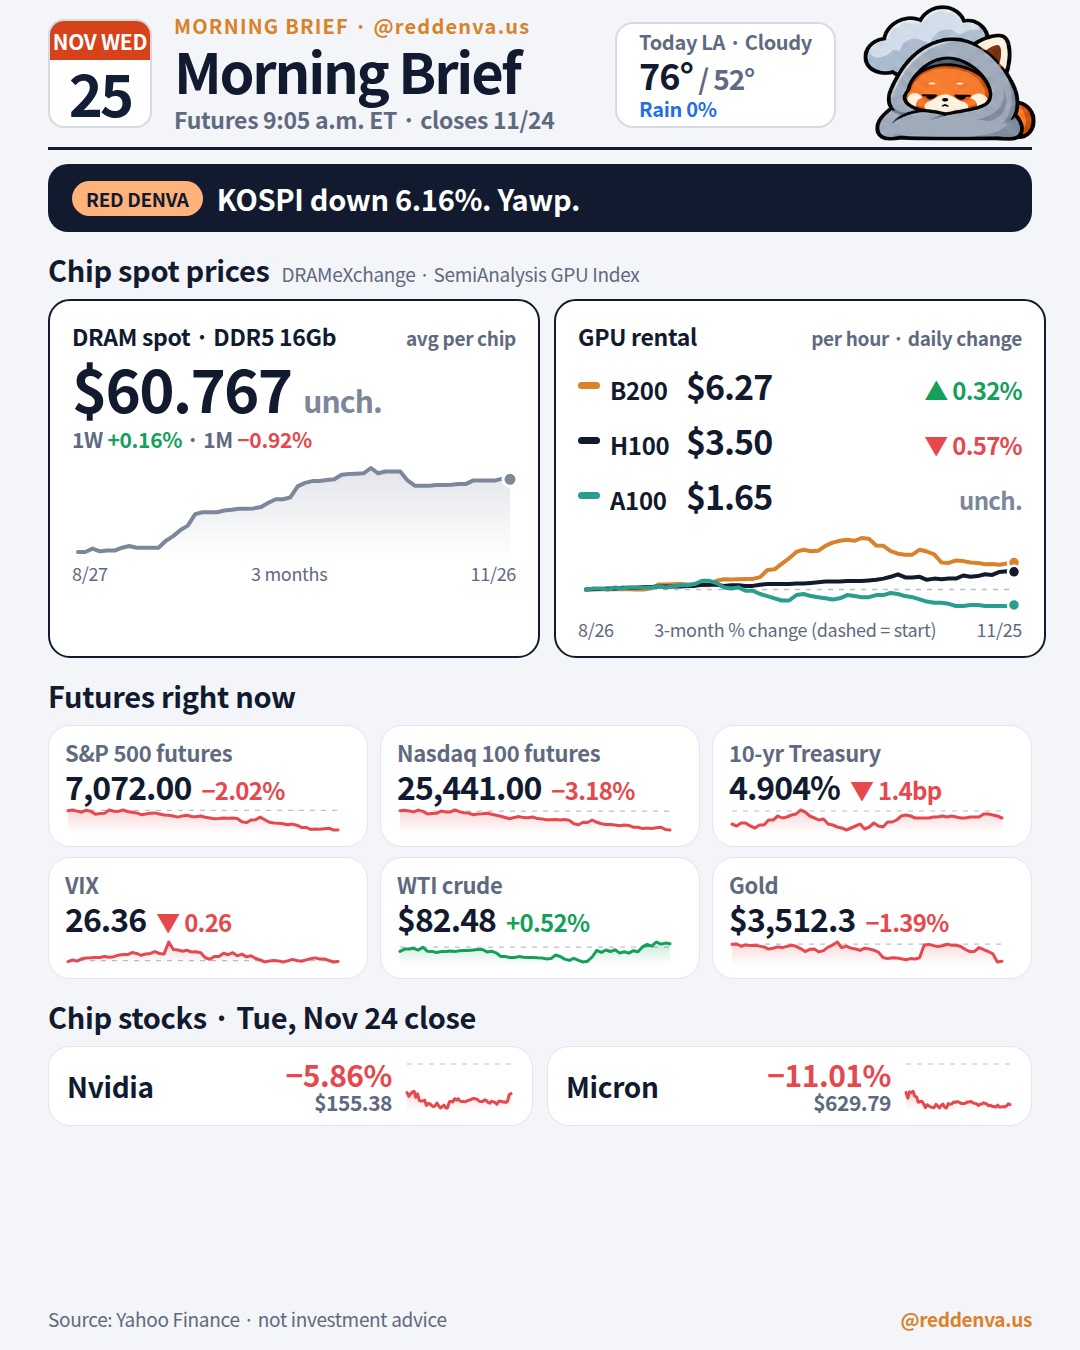 NOV WED
25
MORNING BRIEF · @reddenva.us
Morning Brief
Futures 9:05 a.m. ET · closes 11/24
Today LA · Cloudy
76° / 52°
Rain 0%
RED DENVA KOSPI down 6.16%. Yawp.
Chip spot prices DRAMeXchange · SemiAnalysis GPU Index
DRAM spot · DDR5 16Gb avg per chip
$60.767 unch.
1W +0.16% · 1M −0.92%
8/27 3 months 11/26
GPU rental per hour · daily change
B200 $6.27 ▲ 0.32%
H100 $3.50 ▼ 0.57%
A100 $1.65 unch.
8/26 3-month % change (dashed = start) 11/25
Futures right now
S&P 500 futures
7,072.00 −2.02%
Nasdaq 100 futures
25,441.00 −3.18%
10-yr Treasury
4.904% ▼ 1.4bp
VIX
26.36 ▼ 0.26
WTI crude
$82.48 +0.52%
Gold
$3,512.3 −1.39%
Chip stocks · Tue, Nov 24 close
Nvidia −5.86%
$155.38
Micron −11.01%
$629.79
Source: Yahoo Finance · not investment advice
@reddenva.us